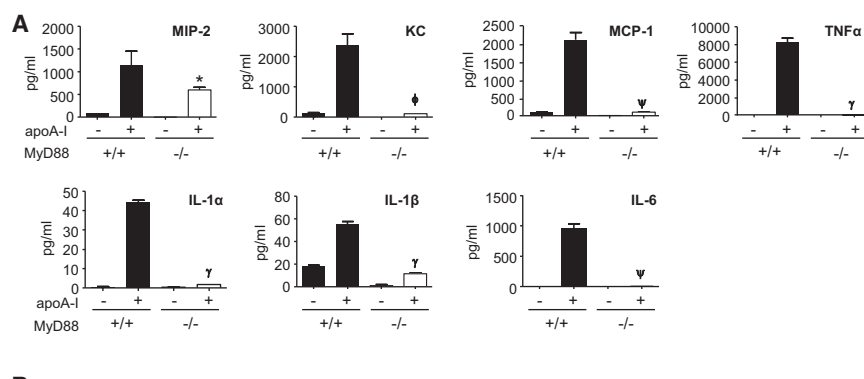 A
MIP-2
pg/ml
2000
1500
1000
500
0
*
apoA-I - + - +
MyD88 +/+ -/-
KC
pg/ml
3000
2000
1000
0
ϕ
- + - +
+/+ -/-
MCP-1
pg/ml
2500
2000
1500
1000
500
0
ψ
- + - +
+/+ -/-
TNFα
pg/ml
10000
8000
6000
4000
2000
0
γ
- + - +
+/+ -/-
IL-1α
pg/ml
50
40
30
20
10
0
γ
apoA-I - + - +
MyD88 +/+ -/-
IL-1β
pg/ml
80
60
40
20
0
γ
- + - +
+/+ -/-
IL-6
pg/ml
1500
1000
500
0
ψ
- + - +
+/+ -/-